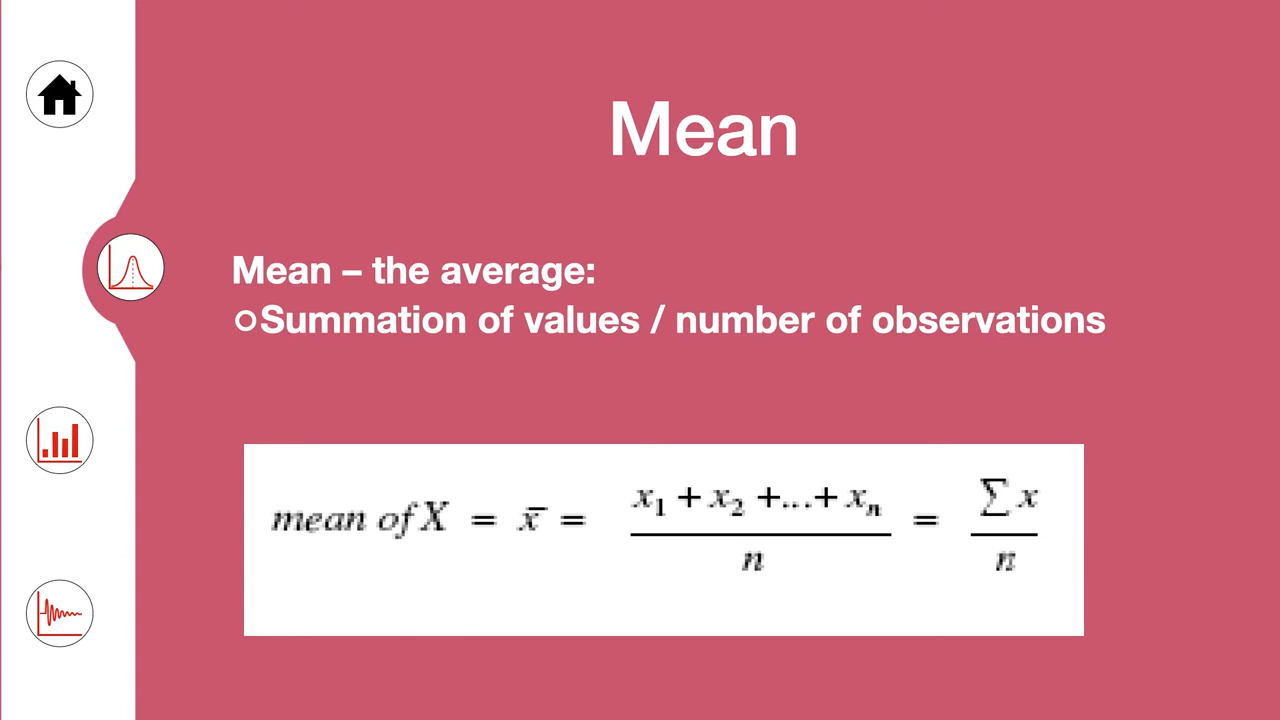 Mean
Mean – the average:
○Summation of values / number of observations
mean of X = x̄ = x₁ + x₂ +...+ xₙ / n = ∑ x / n